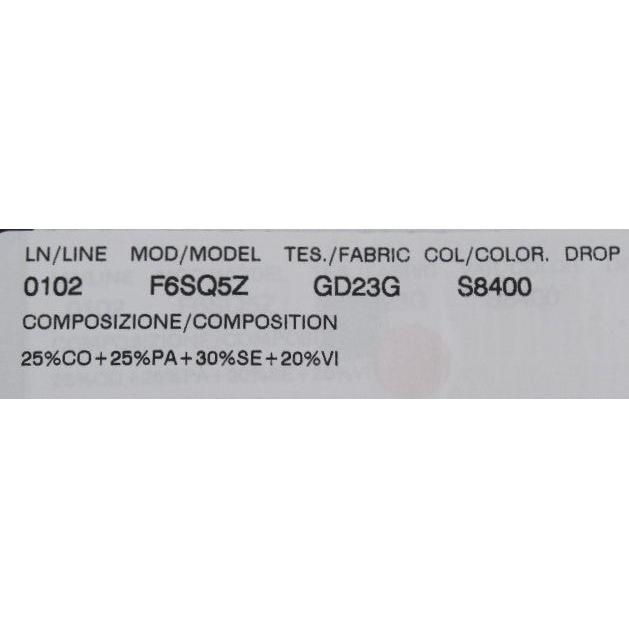 LN/LINE MOD/MODEL TES./FABRIC COL/COLOR. DROP
0102 F6SQ5Z GD23G S8400
COMPOSIZIONE/COMPOSITION
25%CO+25%PA+30%SE+20%VI